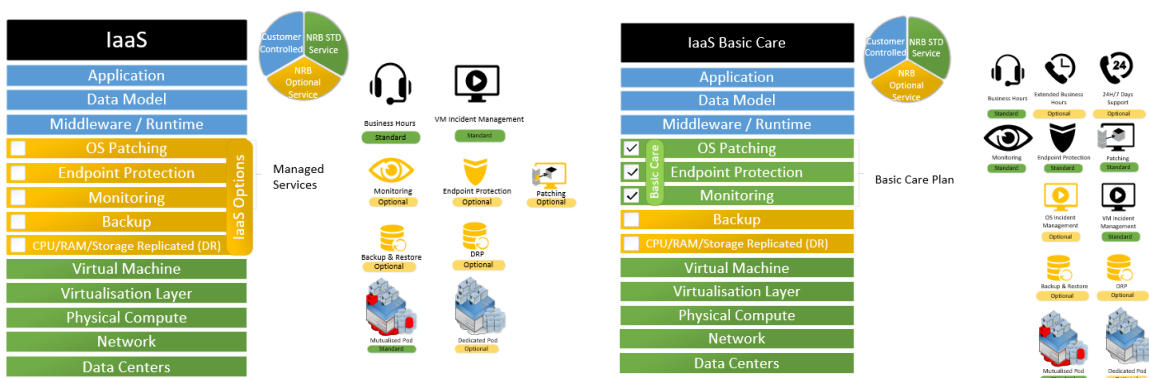 IaaS
Customer
Controlled
NRB STD
Service
NRB
Optional
Service
Application
Data Model
Middleware / Runtime
OS Patching
Endpoint Protection
Monitoring
Backup
CPU/RAM/Storage Replicated (DR)
IaaS Options
Managed
Services
Virtual Machine
Virtualisation Layer
Physical Compute
Network
Data Centers
Business Hours
Standard
VM Incident Management
Standard
Monitoring
Optional
Endpoint Protection
Optional
Patching
Optional
Backup & Restore
Optional
DRP
Optional
Mutualised Pod
Standard
Dedicated Pod
Optional
IaaS Basic Care
Customer
Controlled
NRB STD
Service
NRB
Optional
Service
Application
Data Model
Middleware / Runtime
OS Patching
Endpoint Protection
Monitoring
Basic Care
Basic Care Plan
Backup
CPU/RAM/Storage Replicated (DR)
Virtual Machine
Virtualisation Layer
Physical Compute
Network
Data Centers
Business Hours
Standard
Extended Business
Hours
Optional
24
24H/7 Days
Support
Optional
Monitoring
Standard
Endpoint Protection
Standard
Patching
Standard
OS Incident
Management
Optional
VM Incident
Management
Standard
Backup & Restore
Optional
DRP
Optional
Mutualised Pod
Standard
Dedicated Pod
Optional